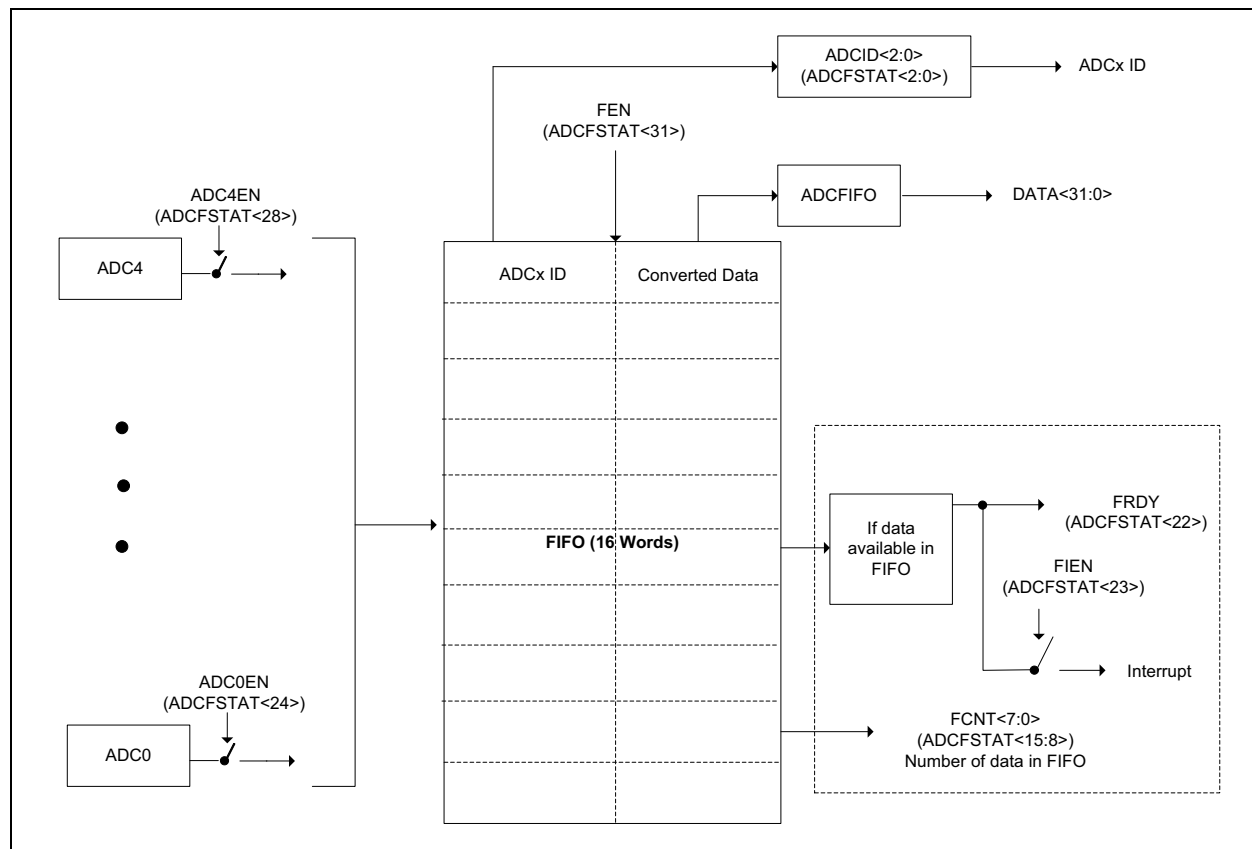 ADCID<2:0>
(ADCFSTAT<2:0>)
ADCx ID
FEN
(ADCFSTAT<31>)
ADCFIFO
DATA<31:0>
ADC4EN
(ADCFSTAT<28>)
ADC4
ADCx ID
Converted Data
FIFO (16 Words)
If data
available in
FIFO
FRDY
(ADCFSTAT<22>)
FIEN
(ADCFSTAT<23>)
Interrupt
ADC0EN
(ADCFSTAT<24>)
ADC0
FCNT<7:0>
(ADCFSTAT<15:8>)
Number of data in FIFO